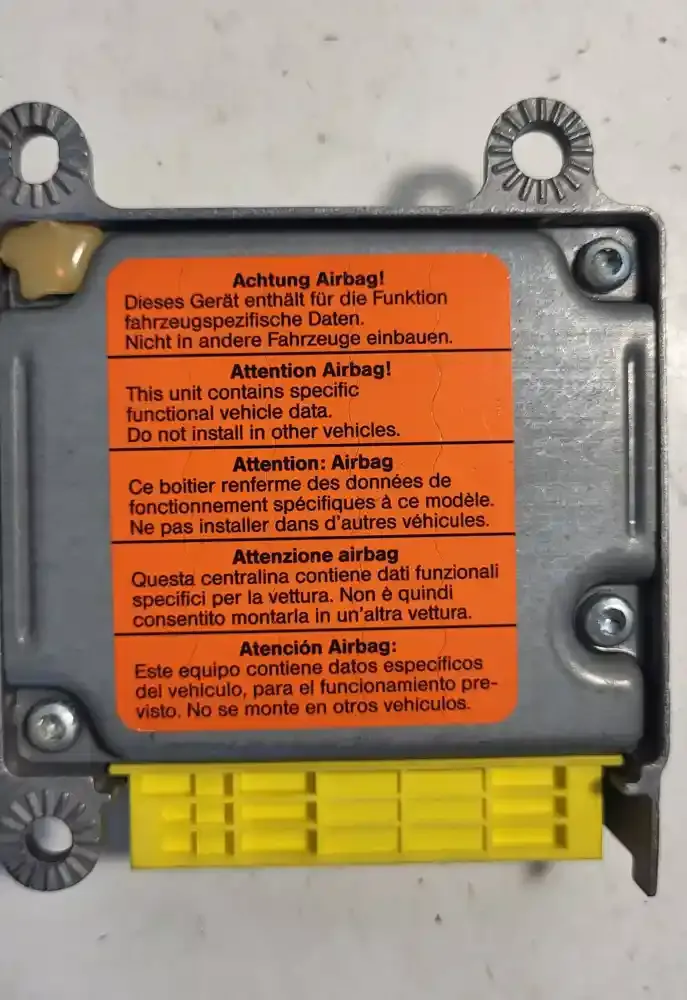 Achtung Airbag!
Dieses Gerät enthält für die Funktion
fahrzeugspezifische Daten.
Nicht in andere Fahrzeuge einbauen.
Attention Airbag!
This unit contains specific
functional vehicle data.
Do not install in other vehicles.
Attention: Airbag
Ce boitier renferme des données de
fonctionnement spécifiques à ce modèle.
Ne pas installer dans d'autres véhicules.
Attenzione airbag
Questa centralina contiene dati funzionali
specifici per la vettura. Non è quindi
consentito montarla in un'altra vettura.
Atención Airbag:
Este equipo contiene datos especificos
del vehiculo, para el funcionamiento pre-
visto. No se monte en otros vehiculos.